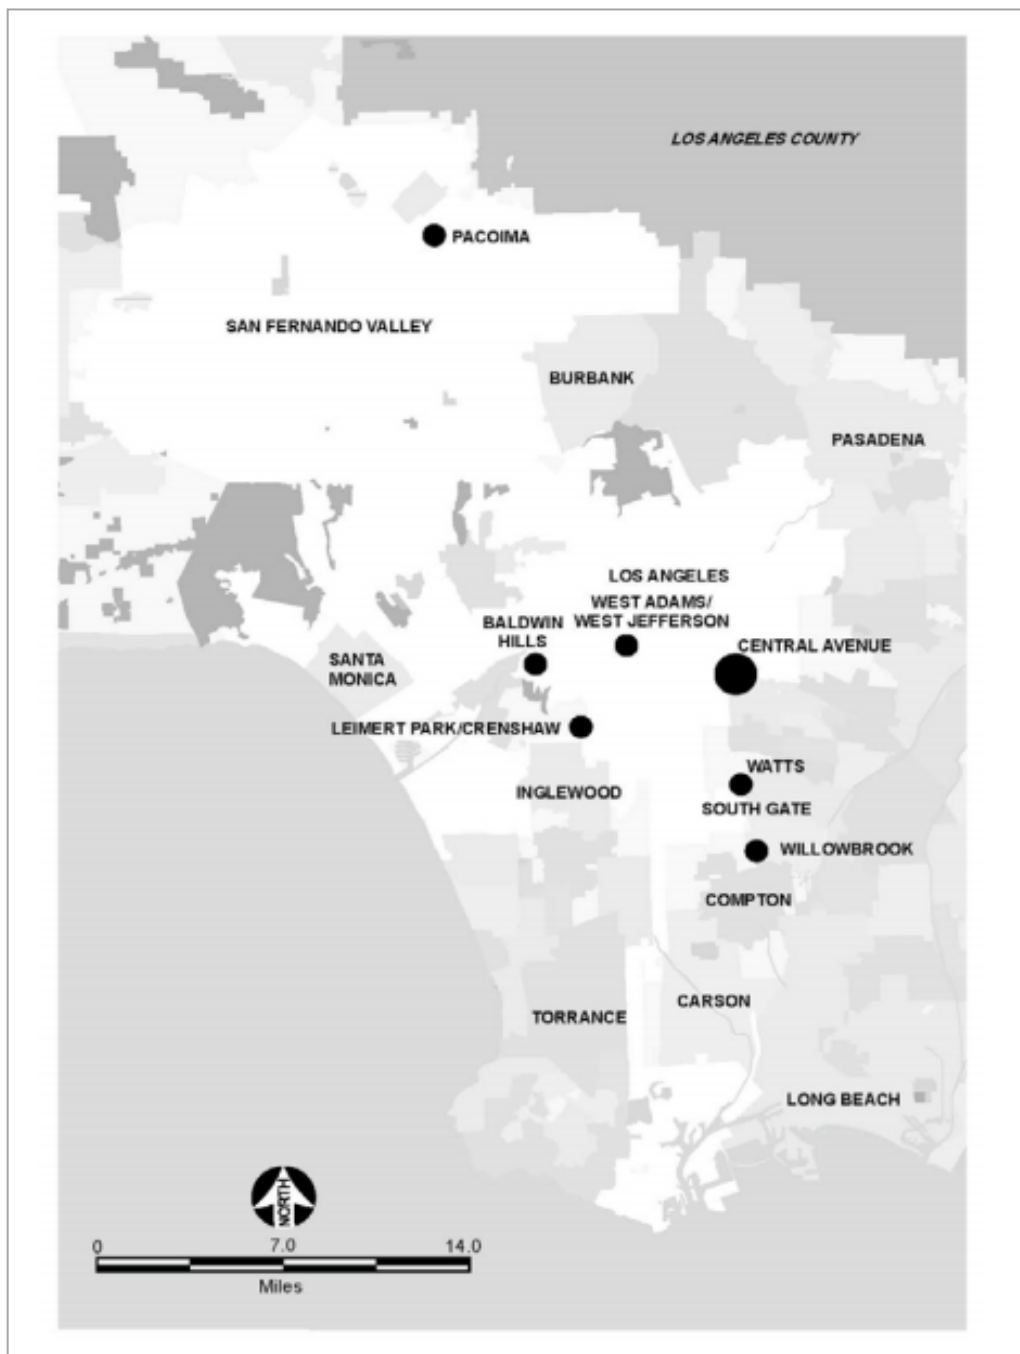 LOS ANGELES COUNTY
PACOIMA
SAN FERNANDO VALLEY
BURBANK
PASADENA
LOS ANGELES
WEST ADAMS/
WEST JEFFERSON
BALDWIN
HILLS
CENTRAL AVENUE
SANTA
MONICA
LEIMERT PARK/CRENSHAW
WATTS
INGLEWOOD
SOUTH GATE
WILLOWBROOK
COMPTON
CARSON
TORRANCE
LONG BEACH
NORTH
0 7.0 14.0
Miles